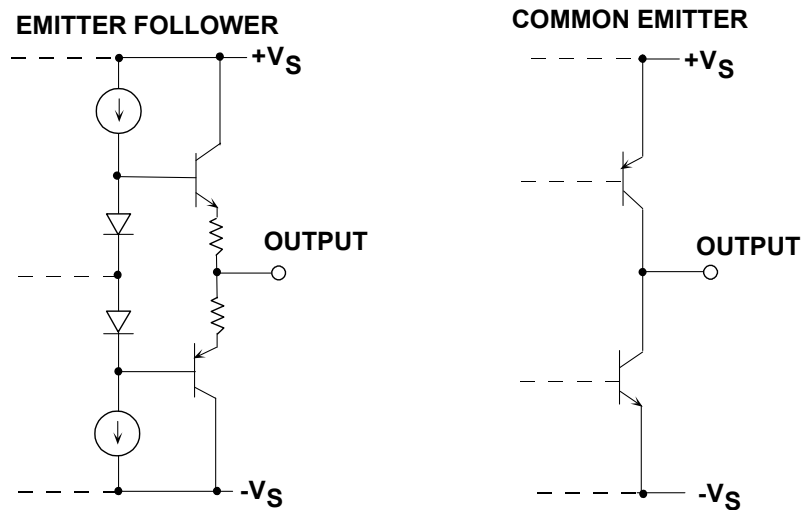 EMITTER FOLLOWER
+VS
OUTPUT
-VS
COMMON EMITTER
+VS
OUTPUT
-VS